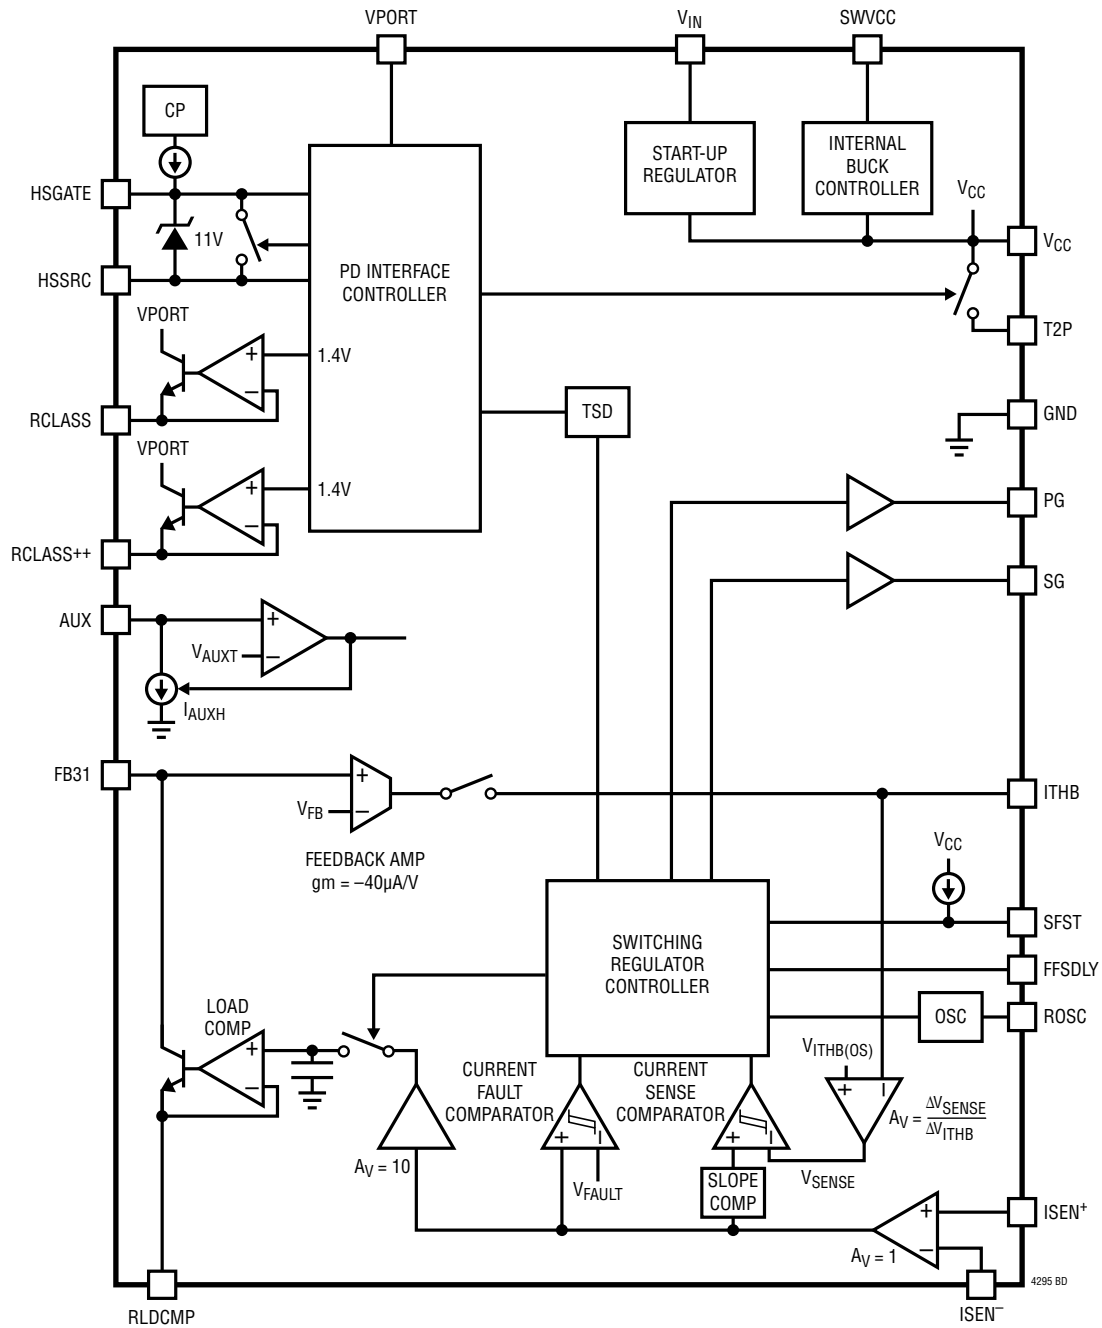 VPORT
VIN
SWVCC
CP
START-UP
REGULATOR
INTERNAL
BUCK
CONTROLLER
HSGATE
VCC
11V
VCC
HSSRC
PD INTERFACE
CONTROLLER
VPORT
T2P
+
1.4V
–
RCLASS
TSD
GND
VPORT
+
1.4V
–
PG
RCLASS++
SG
AUX
+
VAUXT
–
IAUXH
FB31
+
VFB
–
ITHB
FEEDBACK AMP
gm = –40µA/V
VCC
SFST
SWITCHING
REGULATOR
CONTROLLER
FFSDLY
LOAD
COMP
OSC
ROSC
+
–
VITHB(OS)
+
–
CURRENT
FAULT
COMPARATOR
CURRENT
SENSE
COMPARATOR
AV = ΔVSENSE
ΔVITHB
+
–
+
–
AV = 10
VFAULT
SLOPE
COMP
VSENSE
ISEN+
+
–
AV = 1
4295 BD
RLDCMP
ISEN–